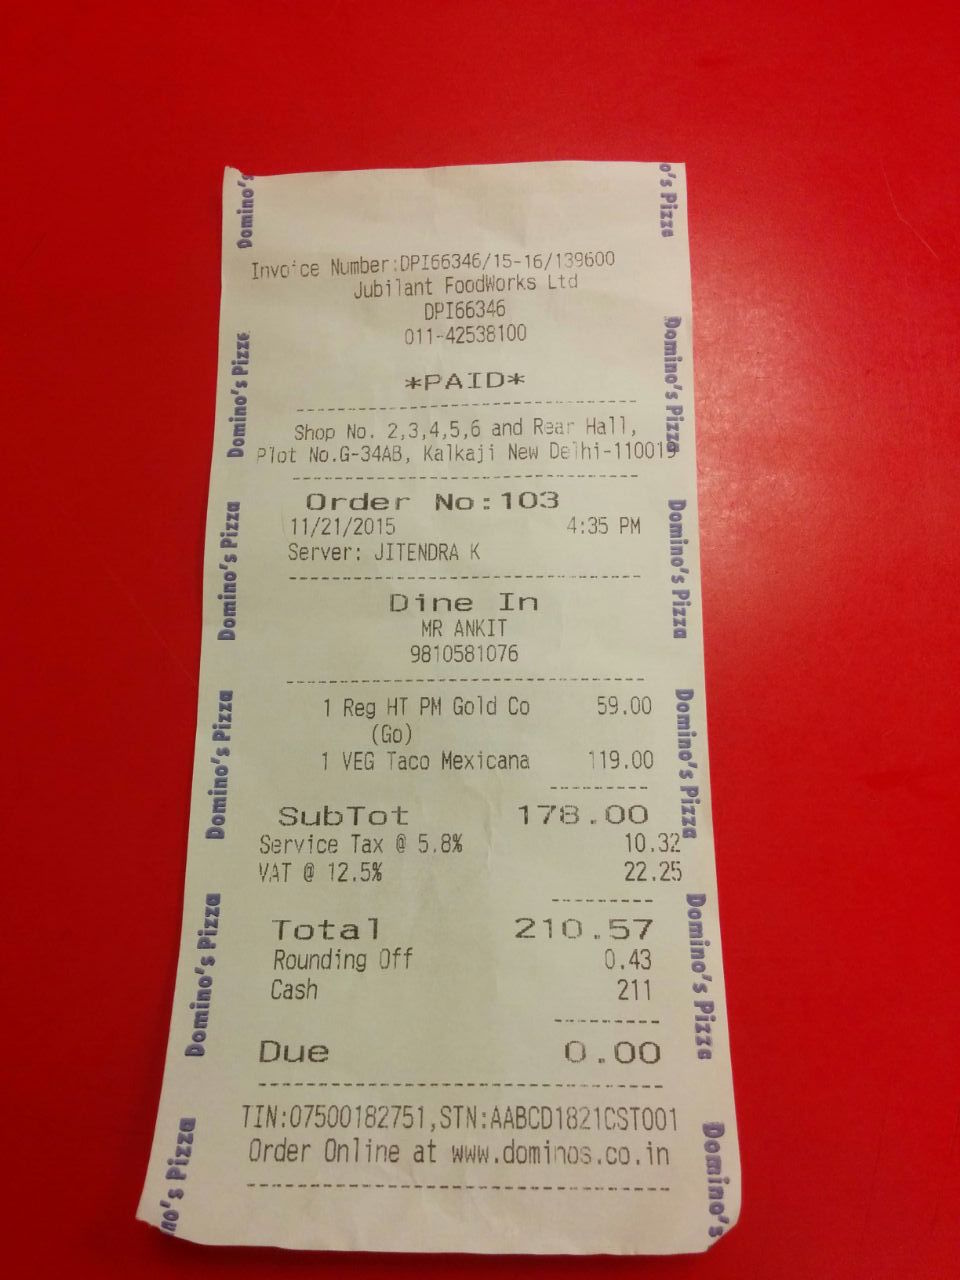 Invoice Number:DPI66346/15-16/139600
Jubilant FoodWorks Ltd
DPI66346
011-42538100
*PAID*
Shop No. 2,3,4,5,6 and Rear Hall,
Plot No.G-34AB, Kalkaji New Delhi-110019
Order No:103
11/21/2015 4:35 PM
Server: JITENDRA K
Dine In
MR ANKIT
9810581076
1 Reg HT PM Gold Co 59.00
(Go)
1 VEG Taco Mexicana 119.00
SubTot 178.00
Service Tax @ 5.8% 10.32
VAT @ 12.5% 22.25
Total 210.57
Rounding Off 0.43
Cash 211
Due 0.00
TIN:07500182751,STN:AABCD1821CST001
Order Online at www.dominos.co.in
Domino's
Domino's Pizza
Domino's Pizza
Domino's Pizza
Domino's Pizza
no's Pizza
o's Pizza
Domino's Pizza
Domino's Pizza
Domino's Pizza
Domino's Pizza
Domino's